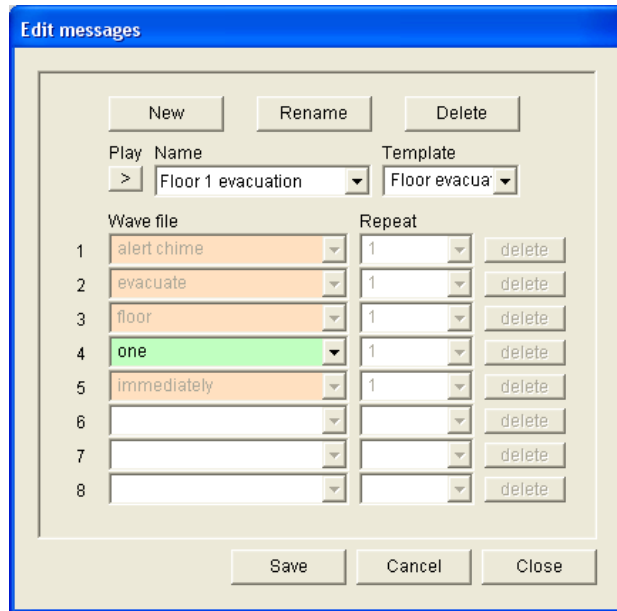 Edit messages
New Rename Delete
Play Name Template
> Floor 1 evacuation Floor evacua
Wave file Repeat
1 alert chime 1 delete
2 evacuate 1 delete
3 floor 1 delete
4 one 1 delete
5 immediately 1 delete
6 delete
7 delete
8 delete
Save Cancel Close